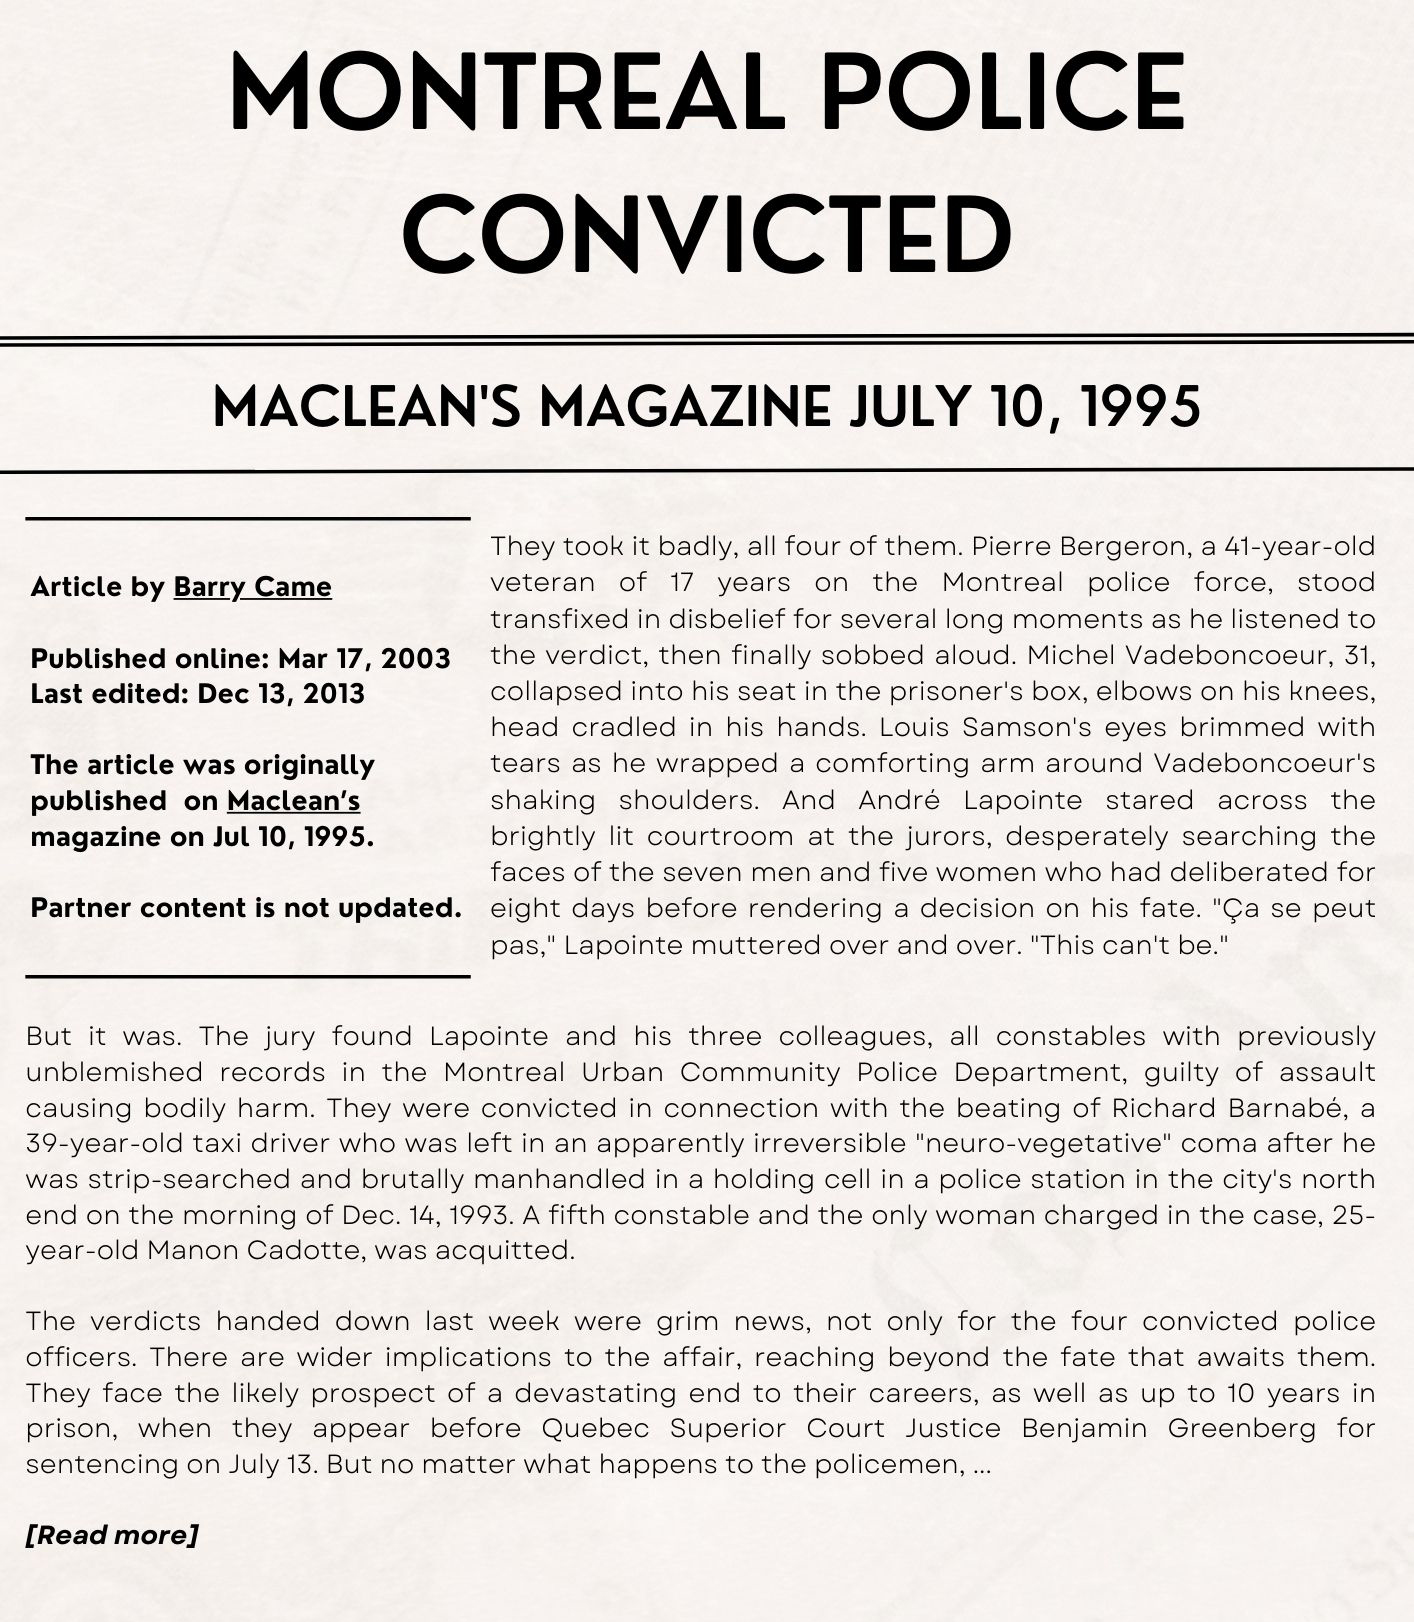 MONTREAL POLICE
CONVICTED
MACLEAN'S MAGAZINE JULY 10, 1995
Article by Barry Came
Published online: Mar 17, 2003
Last edited: Dec 13, 2013
The article was originally
published on Maclean’s
magazine on Jul 10, 1995.
Partner content is not updated.
They took it badly, all four of them. Pierre Bergeron, a 41-year-old
veteran of 17 years on the Montreal police force, stood
transfixed in disbelief for several long moments as he listened to
the verdict, then finally sobbed aloud. Michel Vadeboncoeur, 31,
collapsed into his seat in the prisoner's box, elbows on his knees,
head cradled in his hands. Louis Samson's eyes brimmed with
tears as he wrapped a comforting arm around Vadeboncoeur's
shaking shoulders. And André Lapointe stared across the
brightly lit courtroom at the jurors, desperately searching the
faces of the seven men and five women who had deliberated for
eight days before rendering a decision on his fate. "Ça se peut
pas," Lapointe muttered over and over. "This can't be."
But it was. The jury found Lapointe and his three colleagues, all constables with previously
unblemished records in the Montreal Urban Community Police Department, guilty of assault
causing bodily harm. They were convicted in connection with the beating of Richard Barnabé, a
39-year-old taxi driver who was left in an apparently irreversible "neuro-vegetative" coma after he
was strip-searched and brutally manhandled in a holding cell in a police station in the city's north
end on the morning of Dec. 14, 1993. A fifth constable and the only woman charged in the case, 25-
year-old Manon Cadotte, was acquitted.
The verdicts handed down last week were grim news, not only for the four convicted police
officers. There are wider implications to the affair, reaching beyond the fate that awaits them.
They face the likely prospect of a devastating end to their careers, as well as up to 10 years in
prison, when they appear before Quebec Superior Court Justice Benjamin Greenberg for
sentencing on July 13. But no matter what happens to the policemen, ...
[Read more]